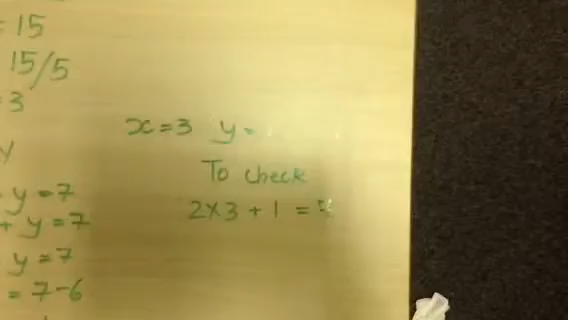 = 15
15/5
= 3
x = 3 y =
y
To check
y = 7
2 x 3 + 1 =
+ y = 7
y = 7
= 7 - 6